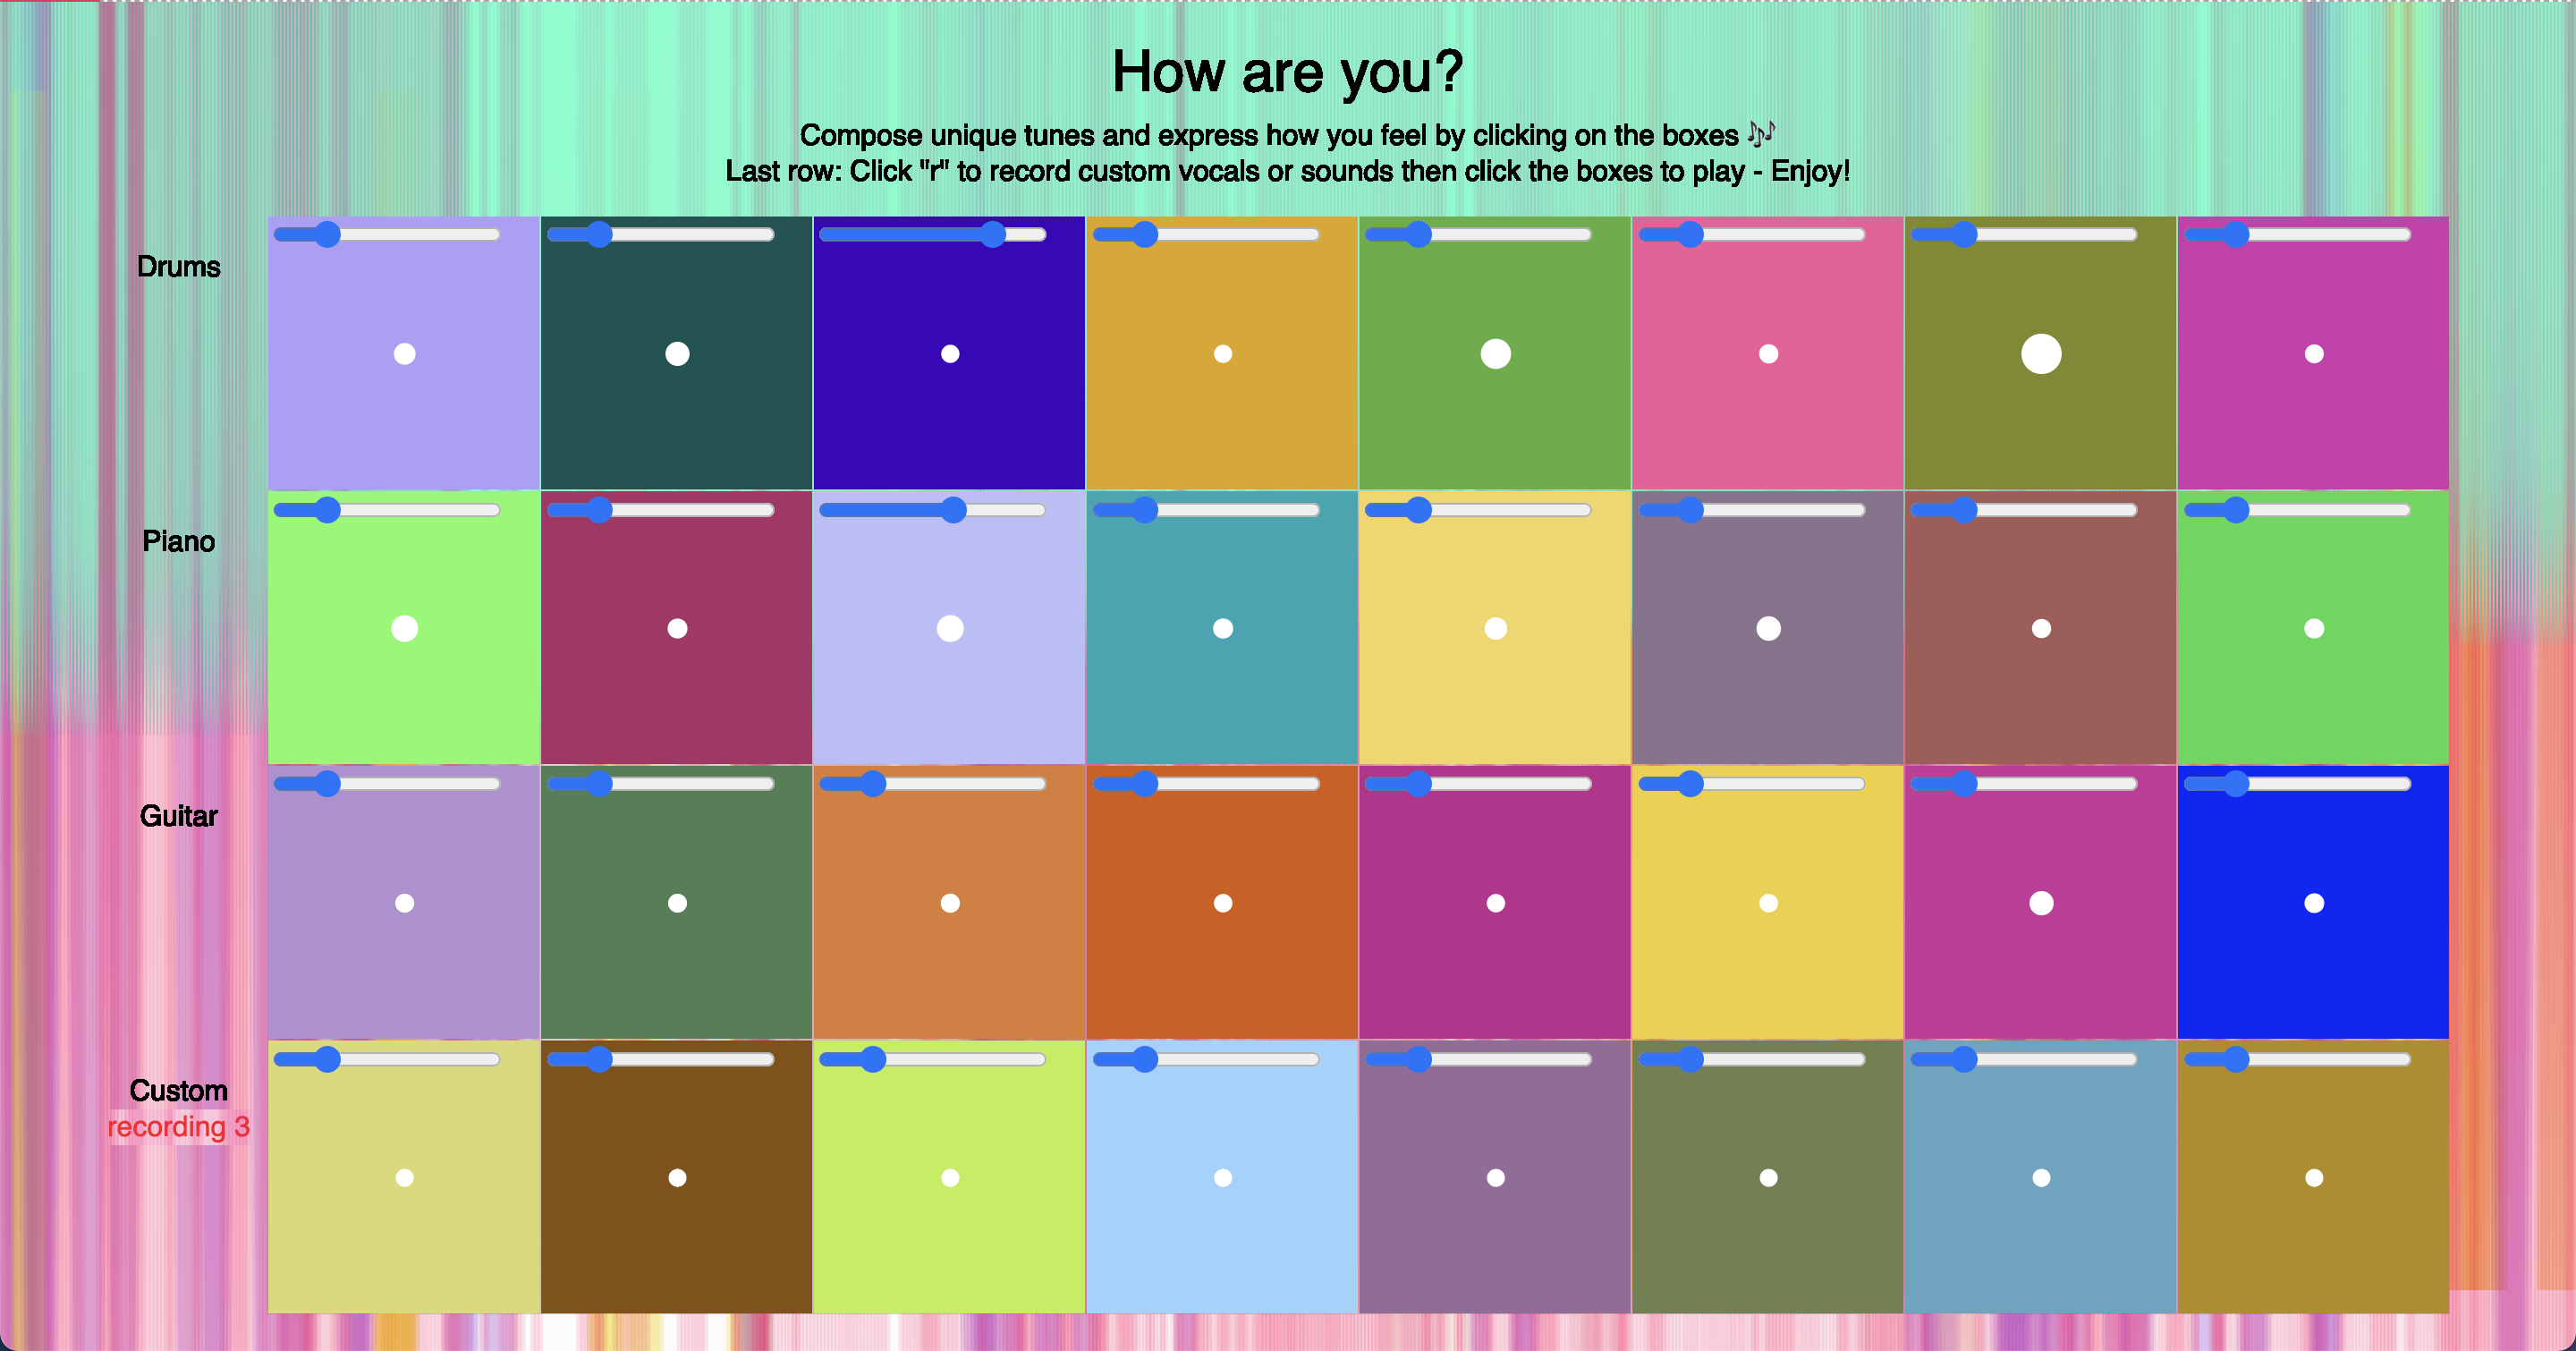 How are you?
Compose unique tunes and express how you feel by clicking on the boxes 🎶
Last row: Click "r" to record custom vocals or sounds then click the boxes to play - Enjoy!
Drums
Piano
Guitar
Custom
recording 3